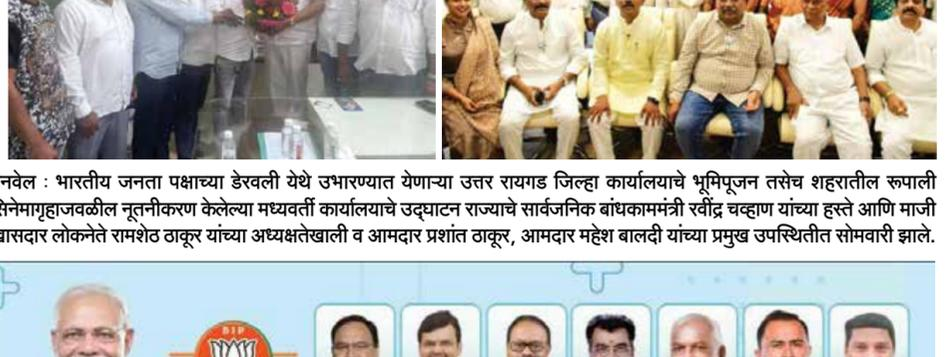 नवेल : भारतीय जनता पक्षाच्या डेरवली येथे उभारण्यात येणाऱ्या उत्तर रायगड जिल्हा कार्यालयाचे भूमिपूजन तसेच शहरातील रूपाली
सिनेमागृहाजवळील नूतनीकरण केलेल्या मध्यवर्ती कार्यालयाचे उद्घाटन राज्याचे सार्वजनिक बांधकाममंत्री रवींद्र चव्हाण यांच्या हस्ते आणि माजी
खासदार लोकनेते रामशेठ ठाकूर यांच्या अध्यक्षतेखाली व आमदार प्रशांत ठाकूर, आमदार महेश बालदी यांच्या प्रमुख उपस्थितीत सोमवारी झाले.
BJP